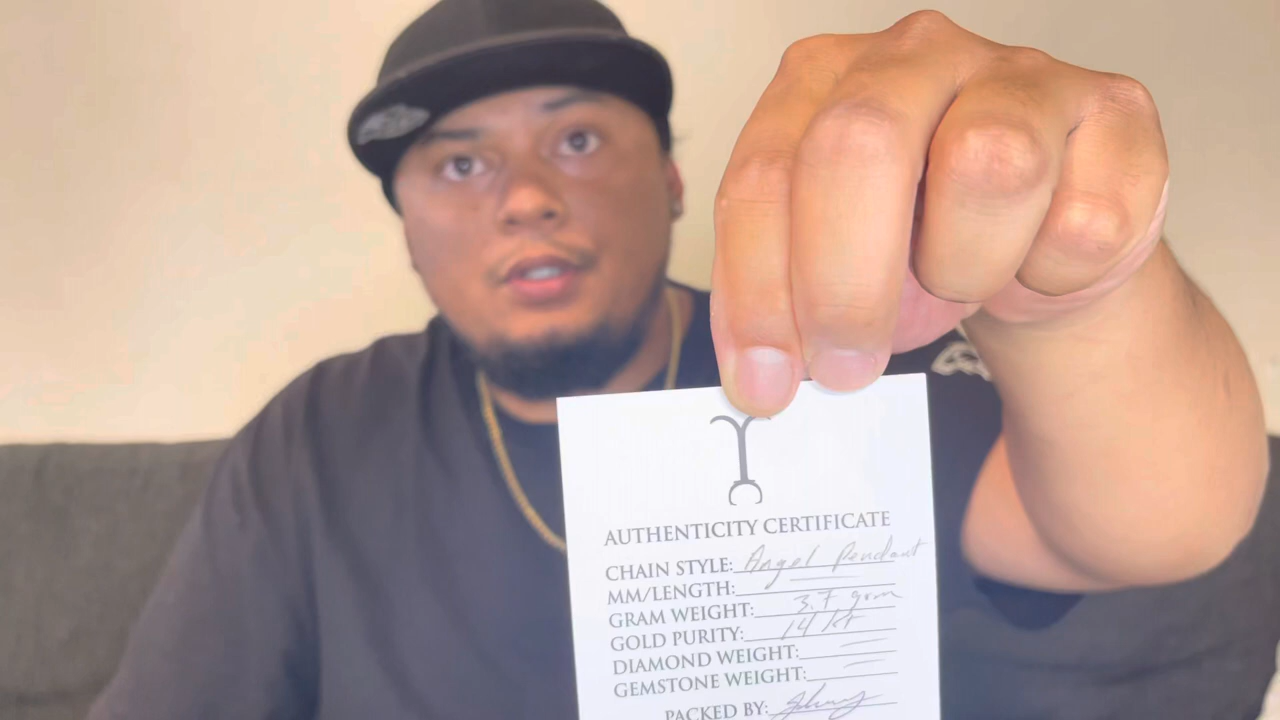 AUTHENTICITY CERTIFICATE
CHAIN STYLE: Angel Pendant
MM/LENGTH:
GRAM WEIGHT: 3.7 grm
GOLD PURITY: 14 kt
DIAMOND WEIGHT:
GEMSTONE WEIGHT:
PACKED BY: